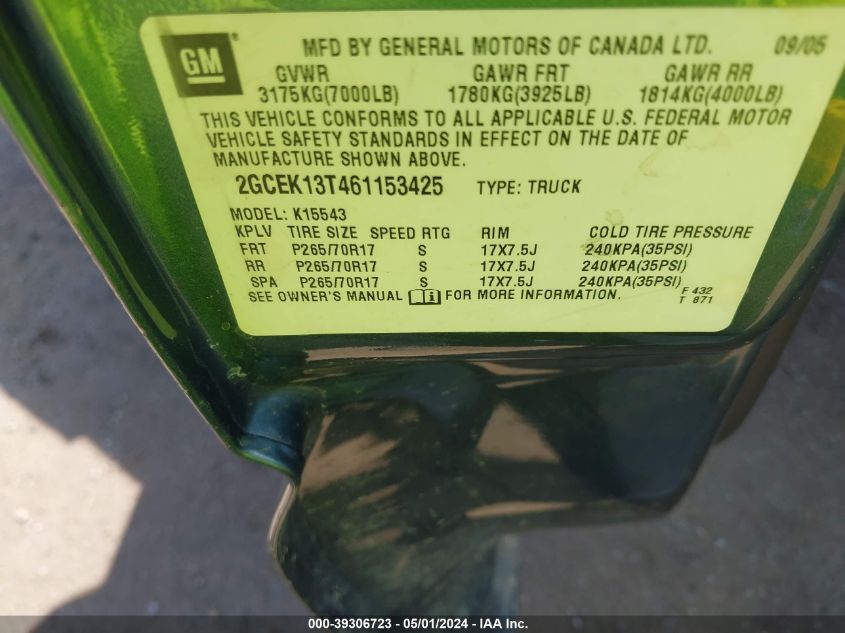 GM® MFD BY GENERAL MOTORS OF CANADA LTD. 09/05
GVWR GAWR FRT GAWR RR
3175KG(7000LB) 1780KG(3925LB) 1814KG(4000LB)
THIS VEHICLE CONFORMS TO ALL APPLICABLE U.S. FEDERAL MOTOR
VEHICLE SAFETY STANDARDS IN EFFECT ON THE DATE OF
MANUFACTURE SHOWN ABOVE.
2GCEK13T461153425 TYPE: TRUCK
MODEL: K15543
KPLV TIRE SIZE SPEED RTG RIM COLD TIRE PRESSURE
FRT P265/70R17 S 17X7.5J 240KPA(35PSI)
RR P265/70R17 S 17X7.5J 240KPA(35PSI)
SPA P265/70R17 S 17X7.5J 240KPA(35PSI)
SEE OWNER'S MANUAL FOR MORE INFORMATION. F 432
T 871
000-39306723 - 05/01/2024 - IAA Inc.